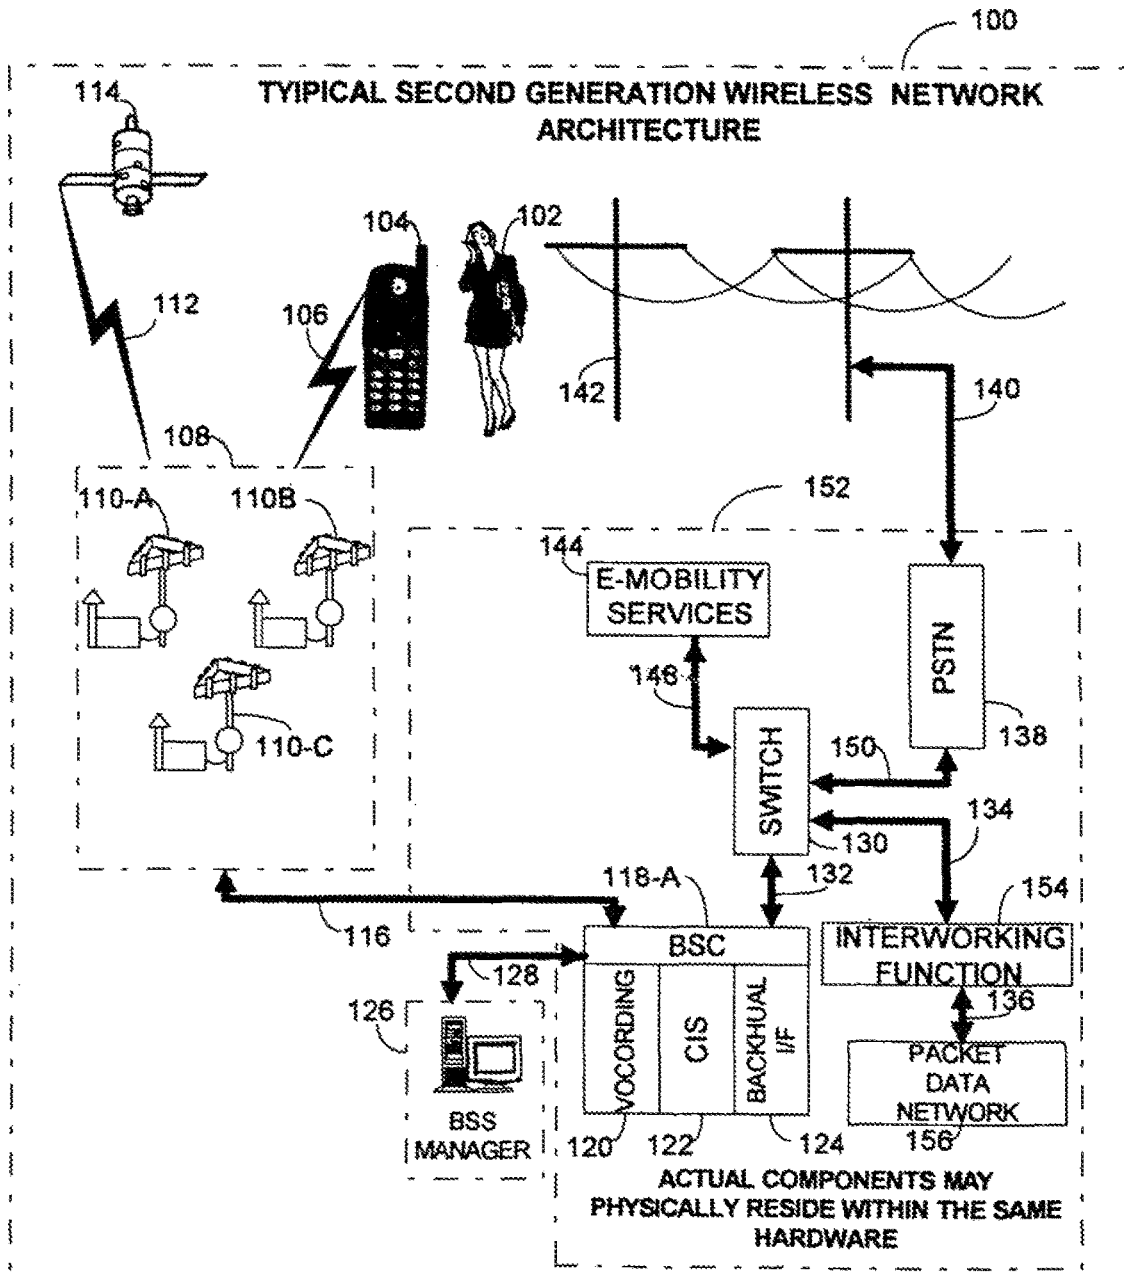 100
TYIPICAL SECOND GENERATION WIRELESS NETWORK
ARCHITECTURE
114
104
102
112
106
142
140
108
110-A
110B
152
144
E-MOBILITY
SERVICES
PSTN
146
110-C
138
SWITCH
150
134
130
118-A
132
154
116
BSC
INTERWORKING
FUNCTION
128
136
126
VOCORDING
CIS
BACKHUAL
I/F
PACKET
DATA
NETWORK
BSS
MANAGER
120
122
124
156
ACTUAL COMPONENTS MAY
PHYSICALLY RESIDE WITHIN THE SAME
HARDWARE